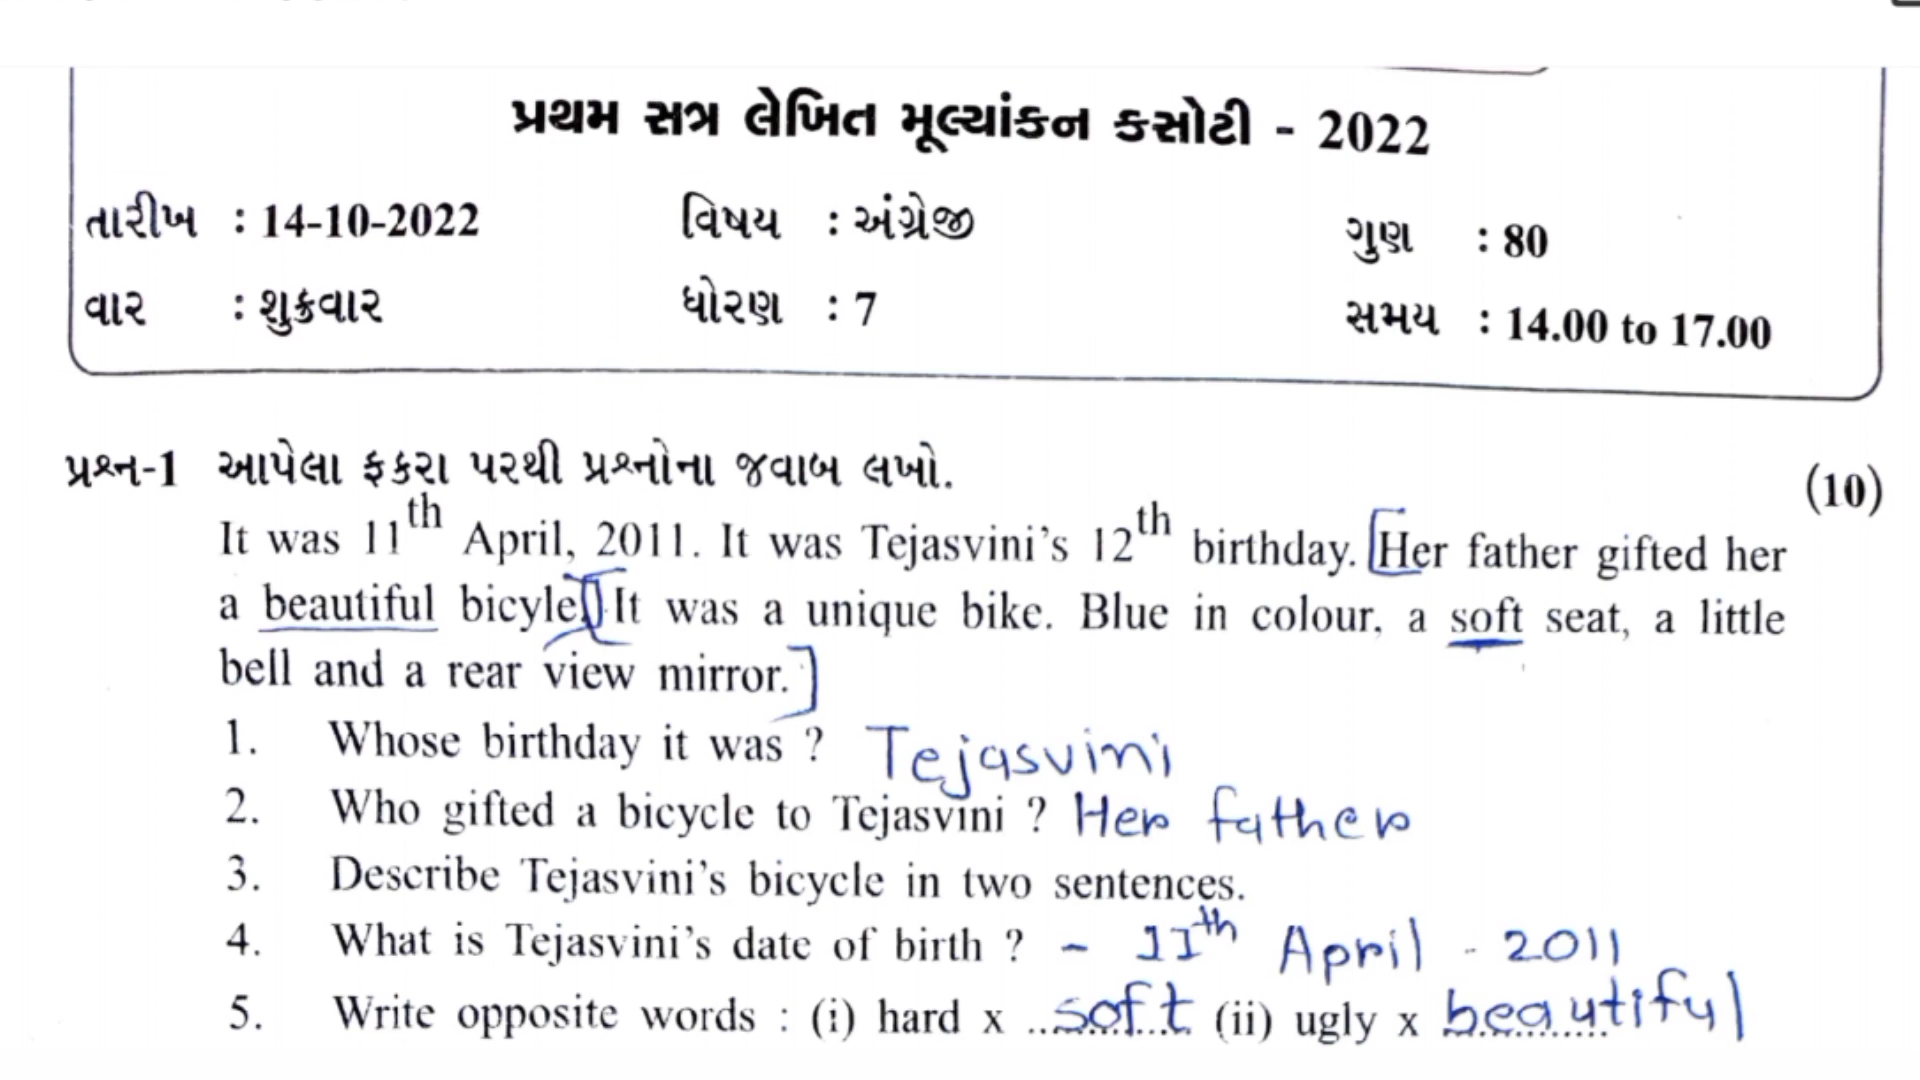 પ્રથમ સત્ર લેખિત મૂલ્યાંકન કસોટી - 2022
તારીખ : 14-10-2022 વિષય : અંગ્રેજી ગુણ : 80
વાર : શુક્રવાર ધોરણ : 7 સમય : 14.00 to 17.00
પ્રશ્ન-1 આપેલા ફકરા પરથી પ્રશ્નોના જવાબ લખો. (10)
It was 11th April, 2011. It was Tejasvini's 12th birthday. Her father gifted her
a beautiful bicyle. It was a unique bike. Blue in colour, a soft seat, a little
bell and a rear view mirror.
1. Whose birthday it was ? Tejasvini
2. Who gifted a bicycle to Tejasvini ? Her father
3. Describe Tejasvini's bicycle in two sentences.
4. What is Tejasvini's date of birth ? - 11th April - 2011
5. Write opposite words : (i) hard x ...soft... (ii) ugly x beautiful